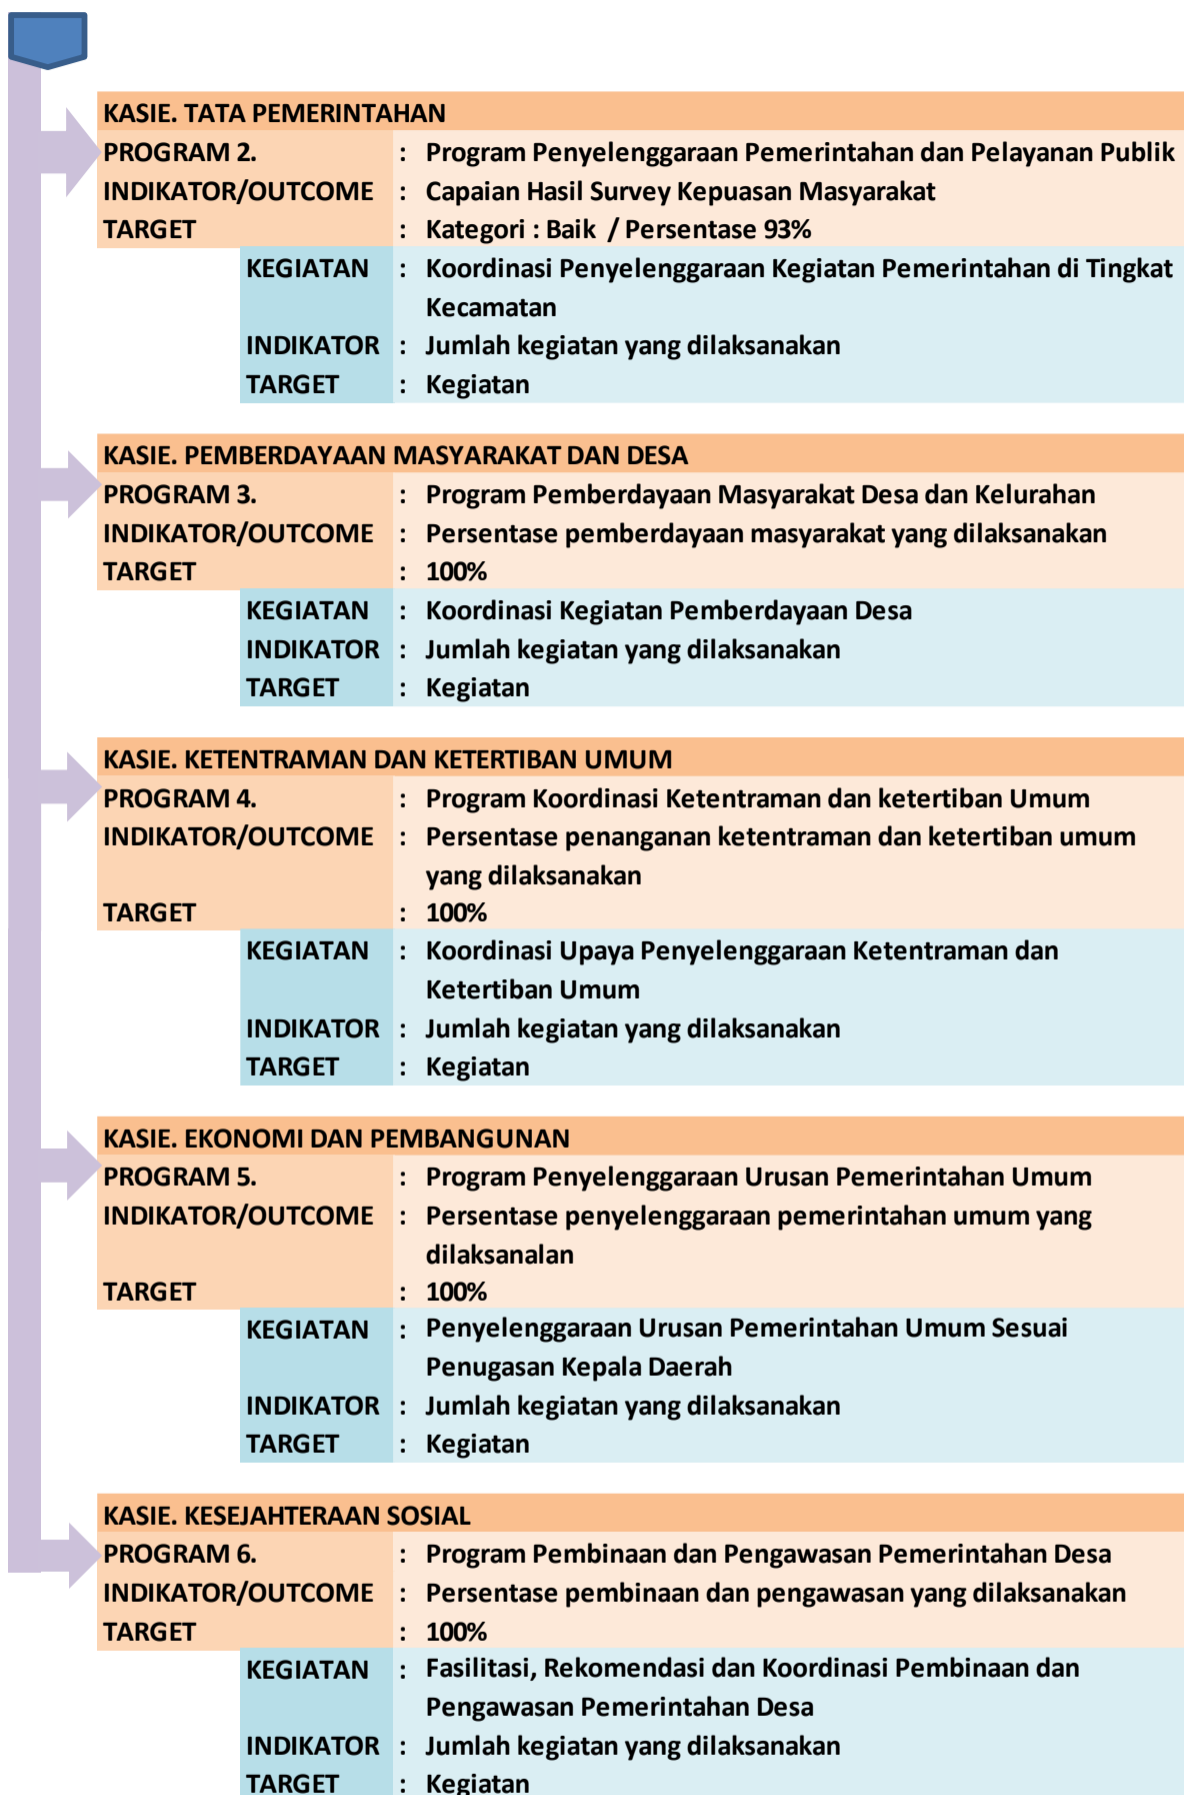 KASIE. TATA PEMERINTAHAN
PROGRAM 2. : Program Penyelenggaraan Pemerintahan dan Pelayanan Publik
INDIKATOR/OUTCOME : Capaian Hasil Survey Kepuasan Masyarakat
TARGET : Kategori : Baik / Persentase 93%
KEGIATAN : Koordinasi Penyelenggaraan Kegiatan Pemerintahan di Tingkat
Kecamatan
INDIKATOR : Jumlah kegiatan yang dilaksanakan
TARGET : Kegiatan
KASIE. PEMBERDAYAAN MASYARAKAT DAN DESA
PROGRAM 3. : Program Pemberdayaan Masyarakat Desa dan Kelurahan
INDIKATOR/OUTCOME : Persentase pemberdayaan masyarakat yang dilaksanakan
TARGET : 100%
KEGIATAN : Koordinasi Kegiatan Pemberdayaan Desa
INDIKATOR : Jumlah kegiatan yang dilaksanakan
TARGET : Kegiatan
KASIE. KETENTRAMAN DAN KETERTIBAN UMUM
PROGRAM 4. : Program Koordinasi Ketentraman dan ketertiban Umum
INDIKATOR/OUTCOME : Persentase penanganan ketentraman dan ketertiban umum
yang dilaksanakan
TARGET : 100%
KEGIATAN : Koordinasi Upaya Penyelenggaraan Ketentraman dan
Ketertiban Umum
INDIKATOR : Jumlah kegiatan yang dilaksanakan
TARGET : Kegiatan
KASIE. EKONOMI DAN PEMBANGUNAN
PROGRAM 5. : Program Penyelenggaraan Urusan Pemerintahan Umum
INDIKATOR/OUTCOME : Persentase penyelenggaraan pemerintahan umum yang
dilaksanalan
TARGET : 100%
KEGIATAN : Penyelenggaraan Urusan Pemerintahan Umum Sesuai
Penugasan Kepala Daerah
INDIKATOR : Jumlah kegiatan yang dilaksanakan
TARGET : Kegiatan
KASIE. KESEJAHTERAAN SOSIAL
PROGRAM 6. : Program Pembinaan dan Pengawasan Pemerintahan Desa
INDIKATOR/OUTCOME : Persentase pembinaan dan pengawasan yang dilaksanakan
TARGET : 100%
KEGIATAN : Fasilitasi, Rekomendasi dan Koordinasi Pembinaan dan
Pengawasan Pemerintahan Desa
INDIKATOR : Jumlah kegiatan yang dilaksanakan
TARGET : Kegiatan